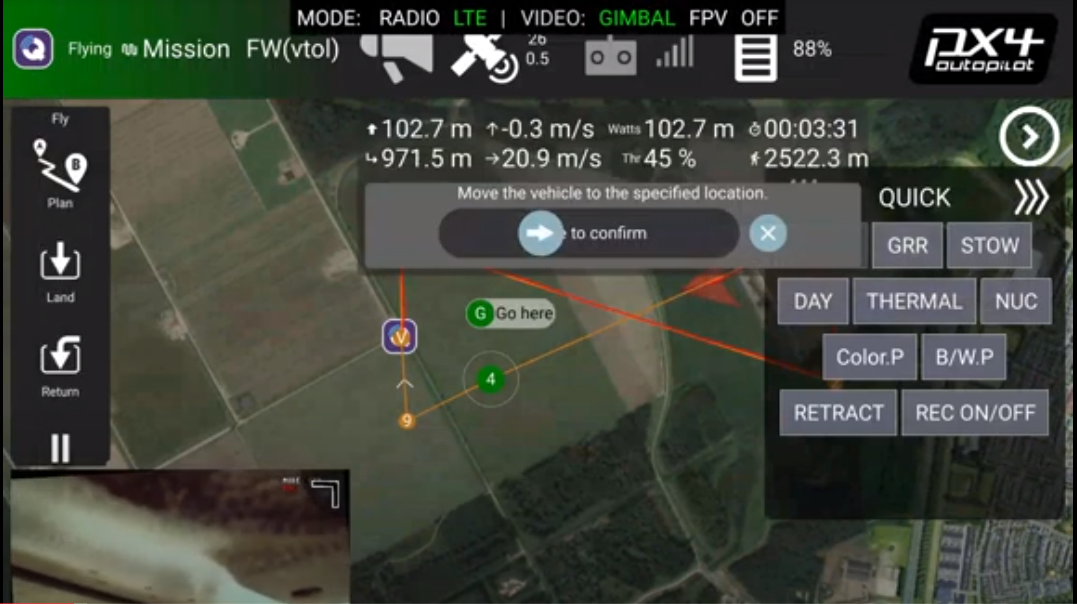 MODE: RADIO LTE | VIDEO: GIMBAL FPV OFF
Flying Mission FW(vtol) 26 0.5 88% PX4 autopilot
Fly
102.7 m -0.3 m/s Watts 102.7 m 00:03:31
971.5 m 20.9 m/s Thr 45 % 2522.3 m
Plan
Move the vehicle to the specified location.
QUICK
e to confirm
GRR STOW
Land
DAY THERMAL NUC
G Go here
V
Color.P B/W.P
4
Return
9
RETRACT REC ON/OFF